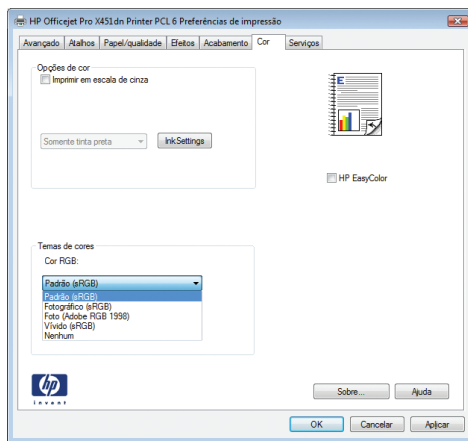 HP Officejet Pro X451dn Printer PCL 6 Preferências de impressão
Avançado Atalhos Papel/qualidade Efeitos Acabamento Cor Serviços
Opções de cor
Imprimir em escala de cinza
E
Somente tinta preta InkSettings
HP EasyColor
Temas de cores
Cor RGB:
Padrão (sRGB)
Padrão (sRGB)
Fotográfico (sRGB)
Foto (Adobe RGB 1998)
Vívido (sRGB)
Nenhum
hp
invent
Sobre... Ajuda
OK Cancelar Aplicar